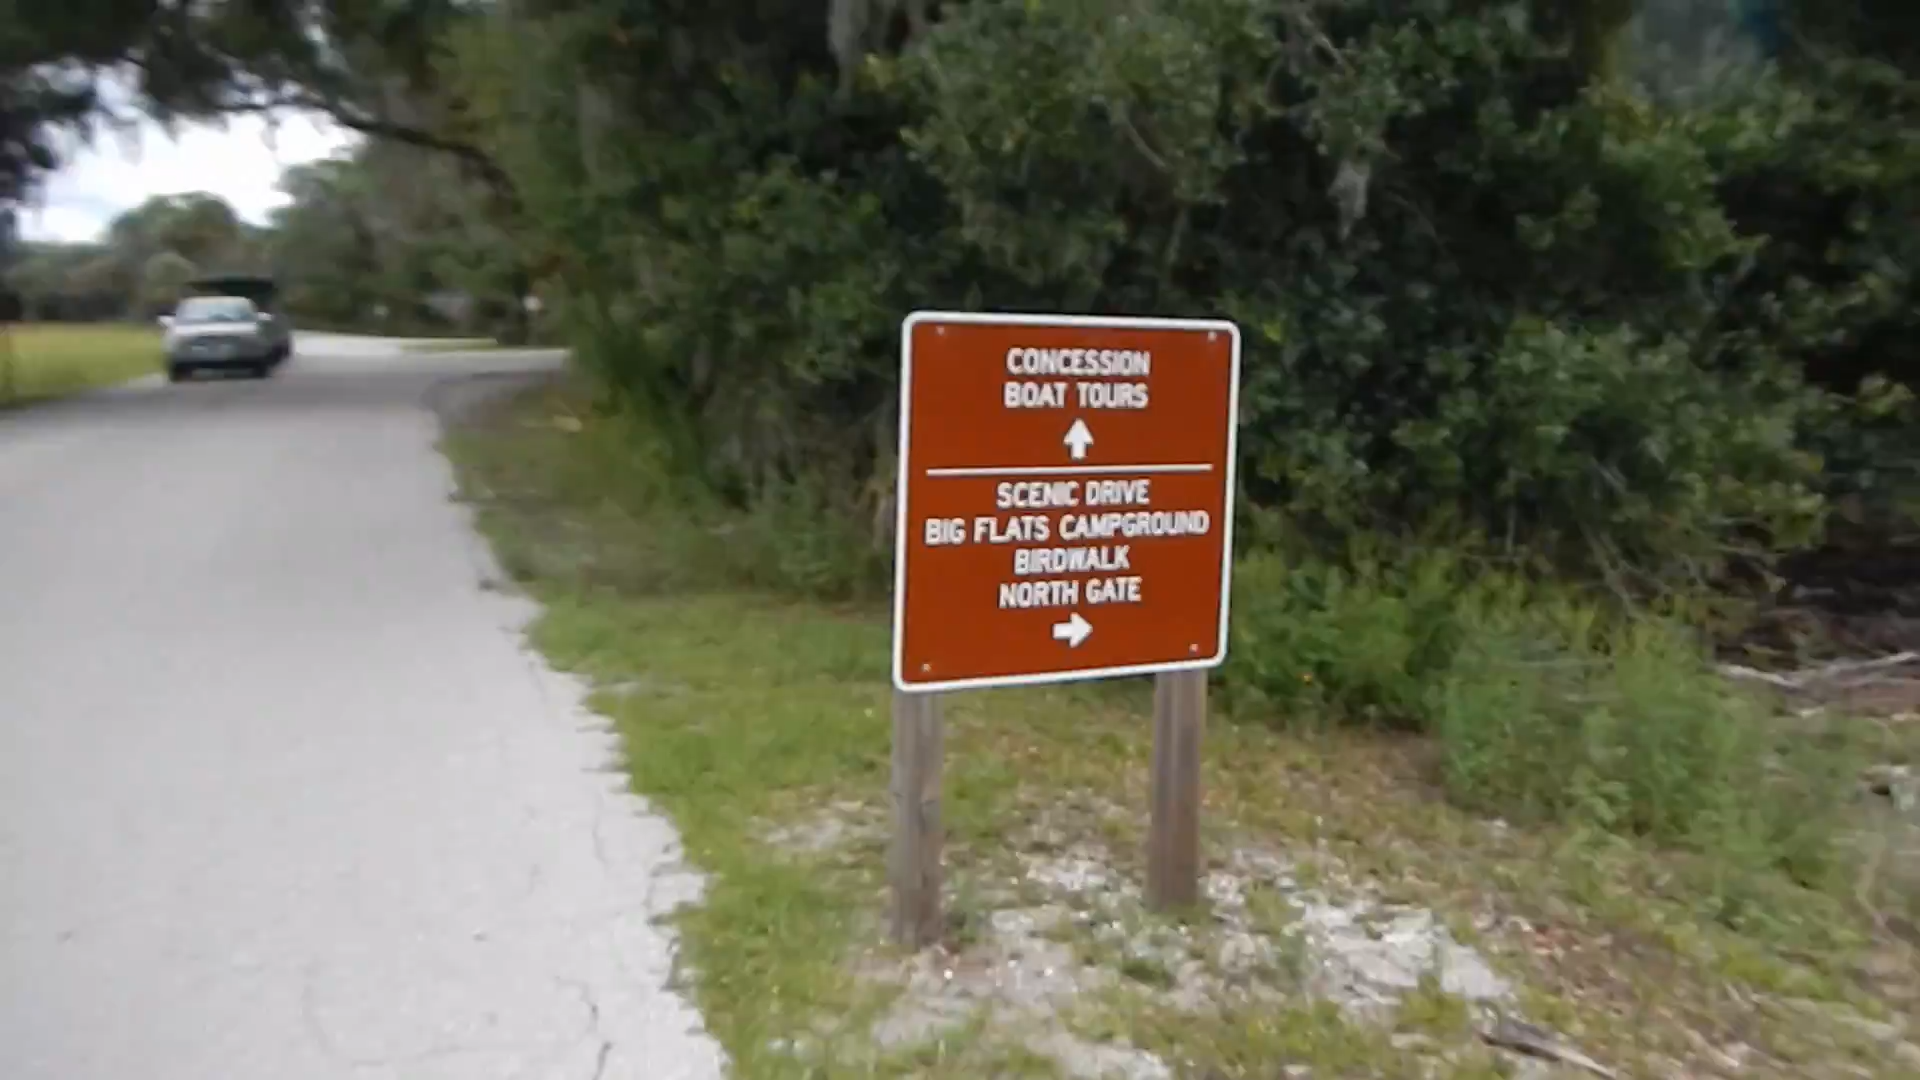 CONCESSION
BOAT TOURS
SCENIC DRIVE
BIG FLATS CAMPGROUND
BIRDWALK
NORTH GATE